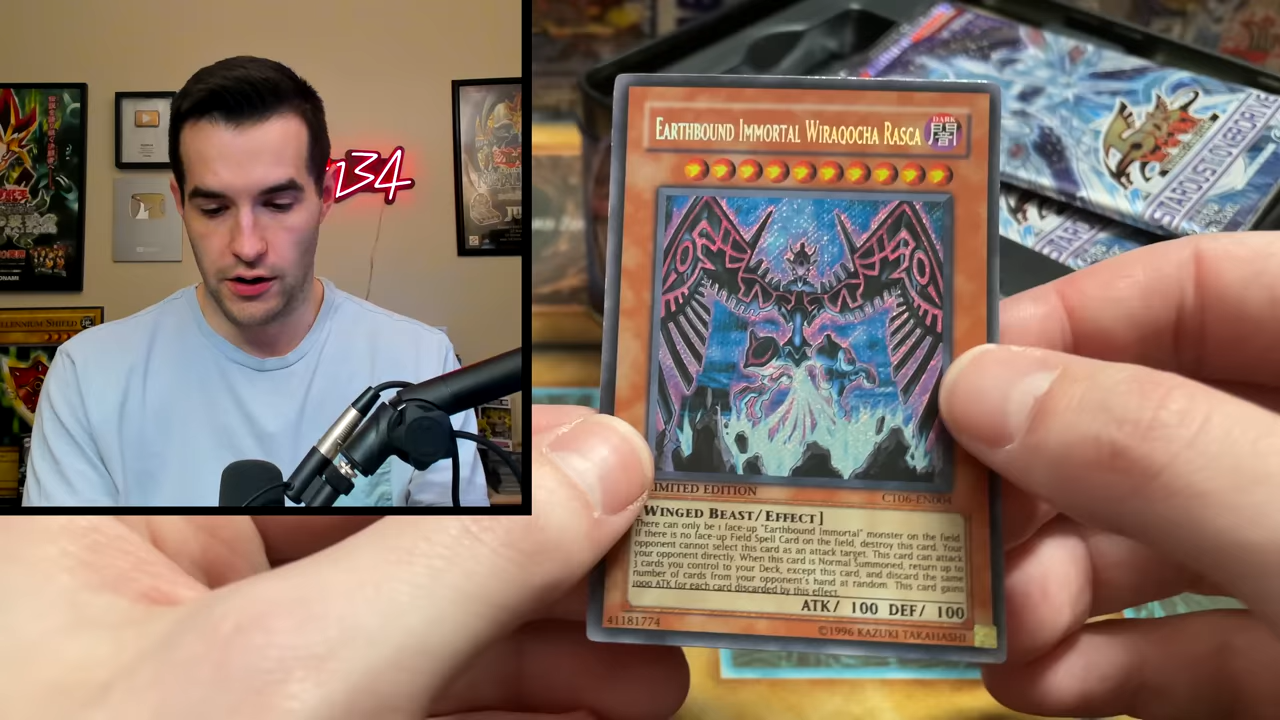 134
KONAMI
MILLENNIUM SHIELD
EARTHBOUND IMMORTAL WIRAQOCHA RASCA
DARK
闇
LIMITED EDITION
CT06-EN004
[WINGED BEAST/EFFECT]
There can only be 1 face-up "Earthbound Immortal" monster on the field.
If there is no face-up Field Spell Card on the field, destroy this card. Your
opponent cannot select this card as an attack target. This card can attack
your opponent directly. When this card is Normal Summoned, return up to
3 cards you control to your Deck, except this card, and discard the same
number of cards from your opponent's hand at random. This card gains
1000 ATK for each card discarded by this effect.
ATK/ 100 DEF/ 100
41181774
©1996 KAZUKI TAKAHASHI
STARDUST OVERDRIVE
STARDU